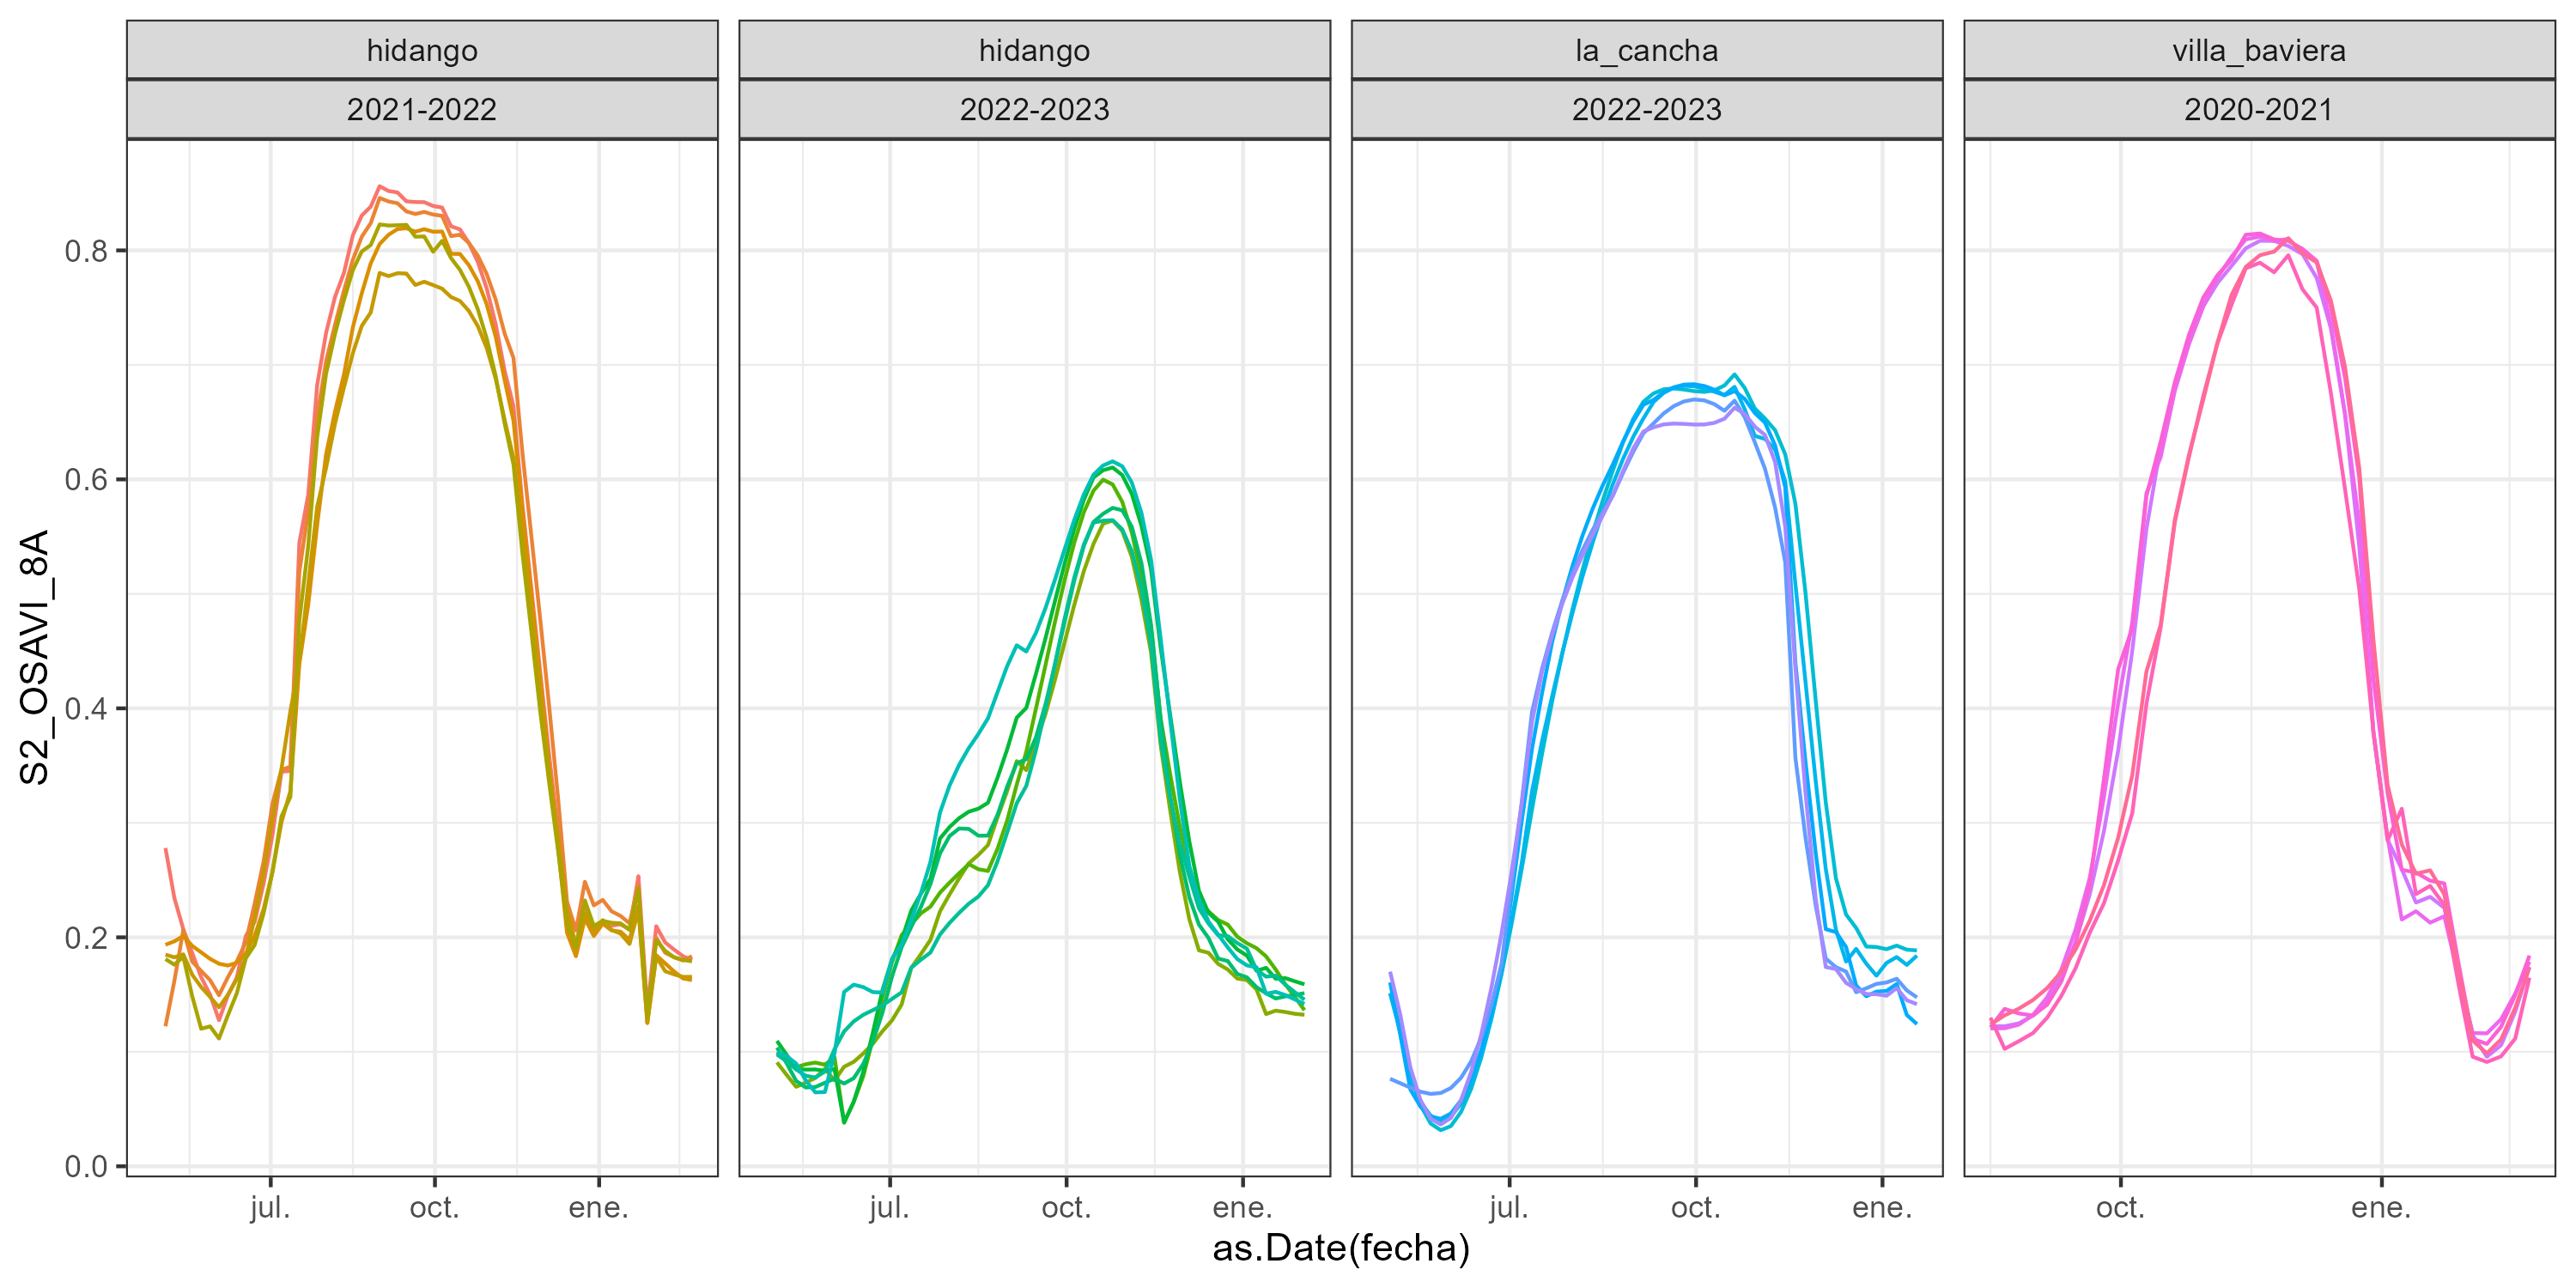 hidango
hidango
la_cancha
villa_baviera
2021-2022
2022-2023
2022-2023
2020-2021
S2_OSAVI_8A
0.8
0.6
0.4
0.2
0.0
jul.
oct.
ene.
jul.
oct.
ene.
jul.
oct.
ene.
oct.
ene.
as.Date(fecha)